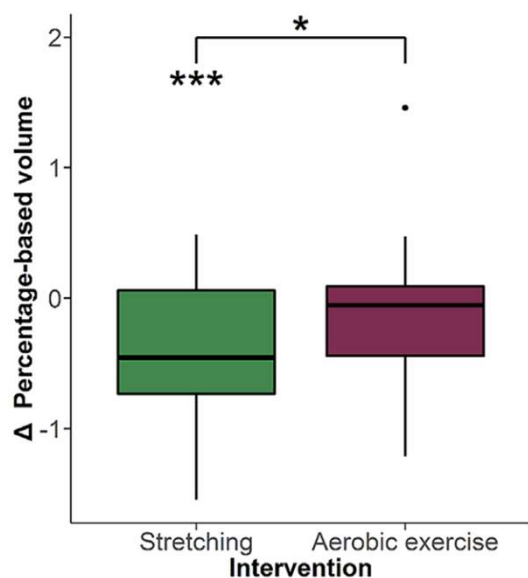 *
2
***
1
0
-1
Δ Percentage-based volume
Stretching Aerobic exercise
Intervention